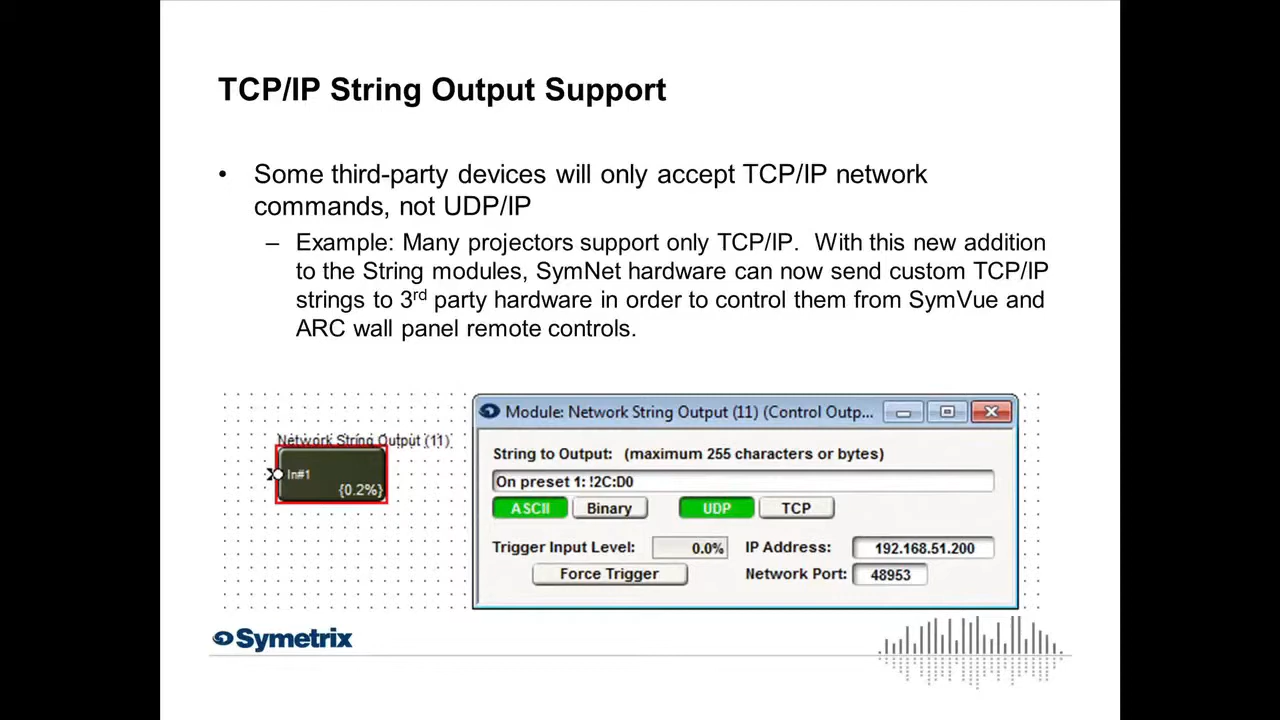 TCP/IP String Output Support
• Some third-party devices will only accept TCP/IP network
commands, not UDP/IP
– Example: Many projectors support only TCP/IP.  With this new addition
to the String modules, SymNet hardware can now send custom TCP/IP
strings to 3rd party hardware in order to control them from SymVue and
ARC wall panel remote controls.
Network String Output (11)
In#1
{0.2%}
Module: Network String Output (11) (Control Outp...
String to Output: (maximum 255 characters or bytes)
On preset 1: !2C:D0
ASCII Binary UDP TCP
Trigger Input Level: 0.0% IP Address: 192.168.51.200
Force Trigger Network Port: 48953
Symetrix